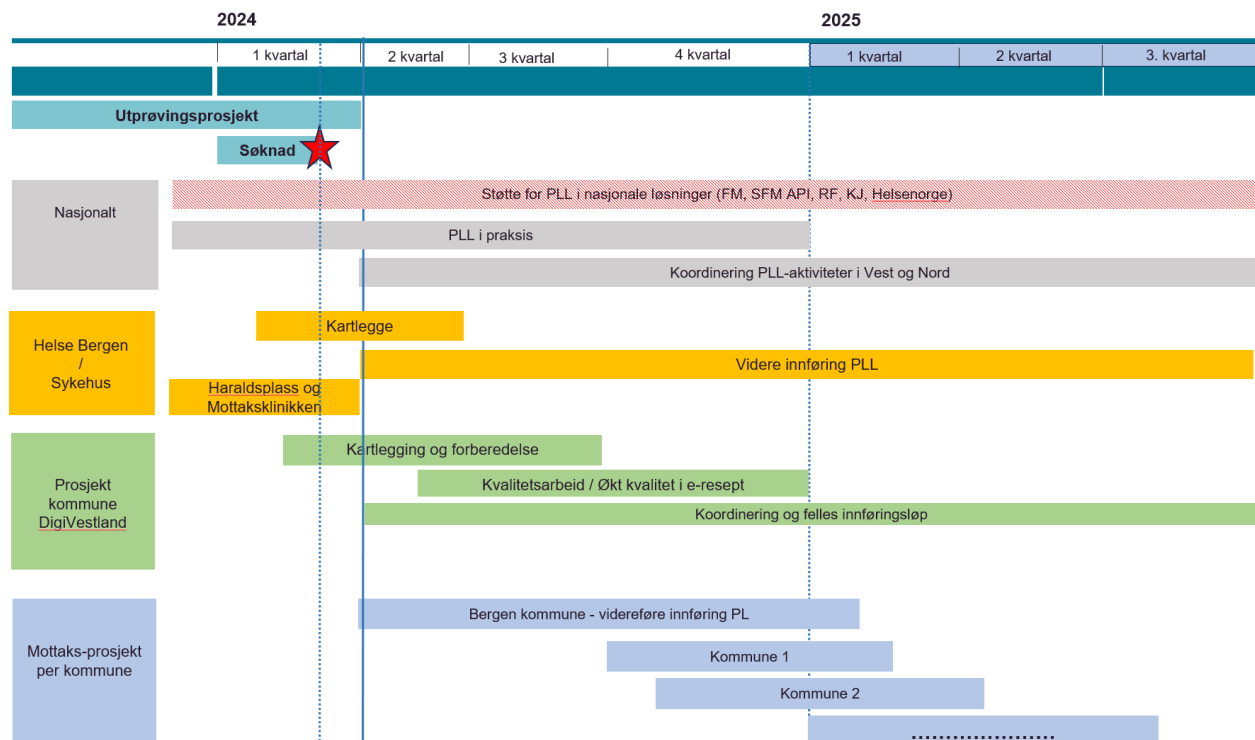 2024
2025
1 kvartal
2 kvartal
3 kvartal
4 kvartal
1 kvartal
2 kvartal
3. kvartal
Utprøvingsprosjekt
Søknad
Nasjonalt
Støtte for PLL i nasjonale løsninger (FM, SFM API, RF, KJ, Helsenorge)
PLL i praksis
Koordinering PLL-aktiviteter i Vest og Nord
Helse Bergen
/
Sykehus
Kartlegge
Videre innføring PLL
Haraldsplass og
Mottaksklinikken
Prosjekt
kommune
DigiVestland
Kartlegging og forberedelse
Kvalitetsarbeid / Økt kvalitet i e-resept
Koordinering og felles innføringsløp
Mottaks-prosjekt
per kommune
Bergen kommune - videreføre innføring PL
Kommune 1
Kommune 2
.....................